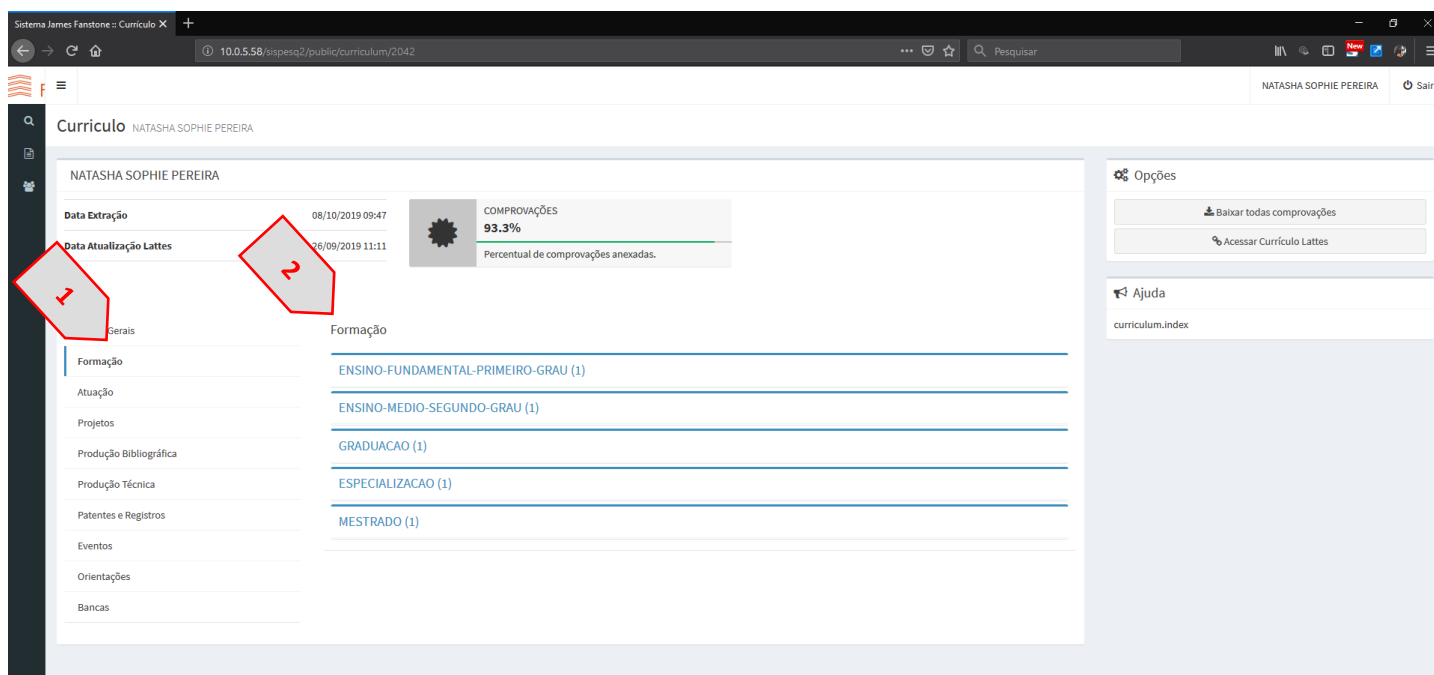 Sistema James Fanstone :: Currículo
10.0.5.58/sispesq2/public/curriculum/2042
Pesquisar
New
F
NATASHA SOPHIE PEREIRA
Sair
Curriculo NATASHA SOPHIE PEREIRA
NATASHA SOPHIE PEREIRA
Data Extração 08/10/2019 09:47
Data Atualização Lattes 26/09/2019 11:11
COMPROVAÇÕES
93.3%
Percentual de comprovações anexadas.
1
2
Gerais
Formação
Atuação
Projetos
Produção Bibliográfica
Produção Técnica
Patentes e Registros
Eventos
Orientações
Bancas
Formação
ENSINO-FUNDAMENTAL-PRIMEIRO-GRAU (1)
ENSINO-MEDIO-SEGUNDO-GRAU (1)
GRADUACAO (1)
ESPECIALIZACAO (1)
MESTRADO (1)
Opções
Baixar todas comprovações
Acessar Currículo Lattes
Ajuda
curriculum.index